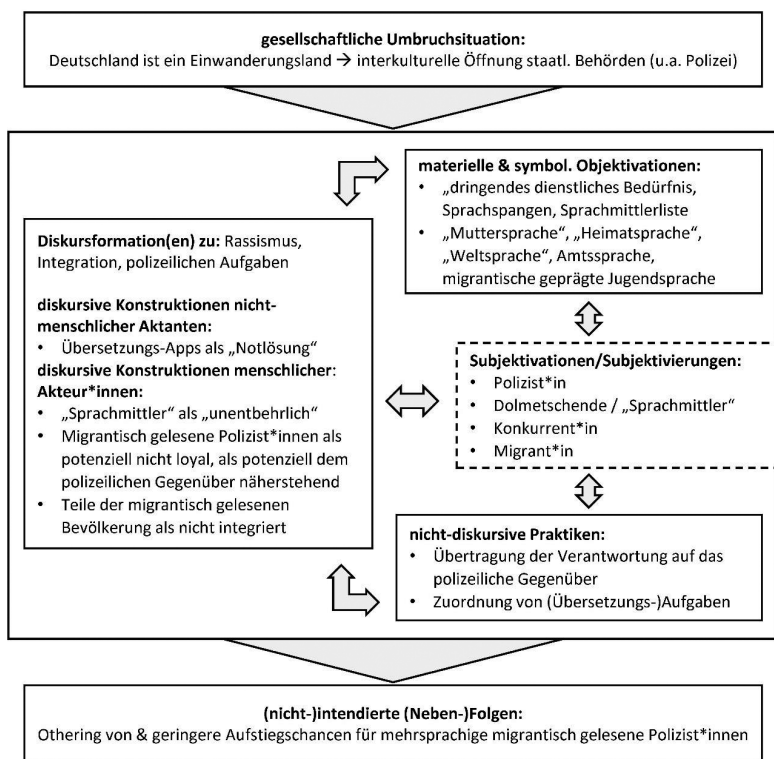 gesellschaftliche Umbruchsituation:
Deutschland ist ein Einwanderungsland → interkulturelle Öffnung staatl. Behörden (u.a. Polizei)
Diskursformation(en) zu: Rassismus,
Integration, polizeilichen Aufgaben
diskursive Konstruktionen nicht-
menschlicher Aktanten:
• Übersetzungs-Apps als „Notlösung“
diskursive Konstruktionen menschlicher:
Akteur*innen:
• „Sprachmittler“ als „unentbehrlich“
• Migrantisch gelesene Polizist*innen als
potenziell nicht loyal, als potenziell dem
polizeilichen Gegenüber näherstehend
• Teile der migrantisch gelesenen
Bevölkerung als nicht integriert
materielle & symbol. Objektivationen:
• „dringendes dienstliches Bedürfnis,
Sprachspangen, Sprachmittlerliste
• „Muttersprache“, „Heimatsprache“,
„Weltsprache“, Amtssprache,
migrantische geprägte Jugendsprache
Subjektivationen/Subjektivierungen:
• Polizist*in
• Dolmetschende / „Sprachmittler“
• Konkurrent*in
• Migrant*in
nicht-diskursive Praktiken:
• Übertragung der Verantwortung auf das
polizeiliche Gegenüber
• Zuordnung von (Übersetzungs-)Aufgaben
(nicht-)intendierte (Neben-)Folgen:
Othering von & geringere Aufstiegschancen für mehrsprachige migrantisch gelesene Polizist*innen